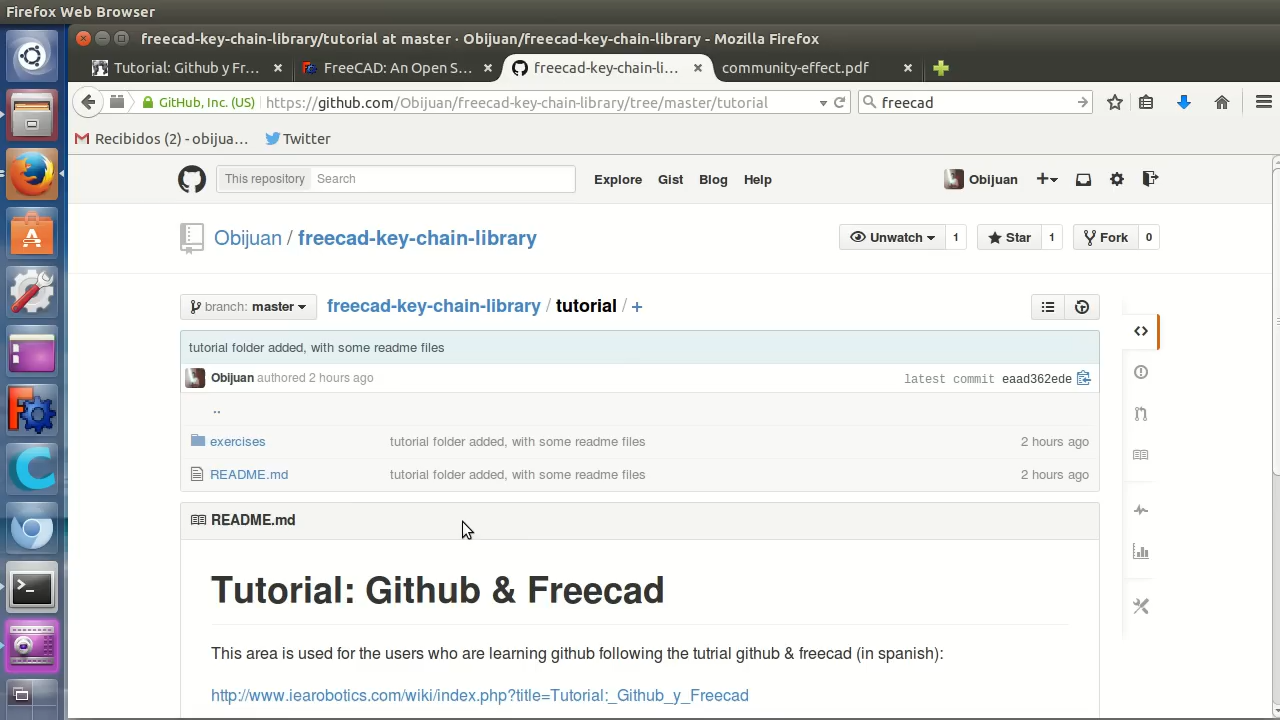 Firefox Web Browser
freecad-key-chain-library/tutorial at master · Obijuan/freecad-key-chain-library - Mozilla Firefox
Tutorial: Github y Fr... FreeCAD: An Open S... freecad-key-chain-li... community-effect.pdf
GitHub, Inc. (US) https://github.com/Obijuan/freecad-key-chain-library/tree/master/tutorial freecad
Recibidos (2) - obijua... Twitter
This repository Search Explore Gist Blog Help Obijuan
Obijuan / freecad-key-chain-library Unwatch 1 Star 1 Fork 0
branch: master freecad-key-chain-library / tutorial / +
tutorial folder added, with some readme files
Obijuan authored 2 hours ago latest commit eaad362ede
..
exercises tutorial folder added, with some readme files 2 hours ago
README.md tutorial folder added, with some readme files 2 hours ago
README.md
Tutorial: Github & Freecad
This area is used for the users who are learning github following the tutrial github & freecad (in spanish):
http://www.iearobotics.com/wiki/index.php?title=Tutorial:_Github_y_Freecad